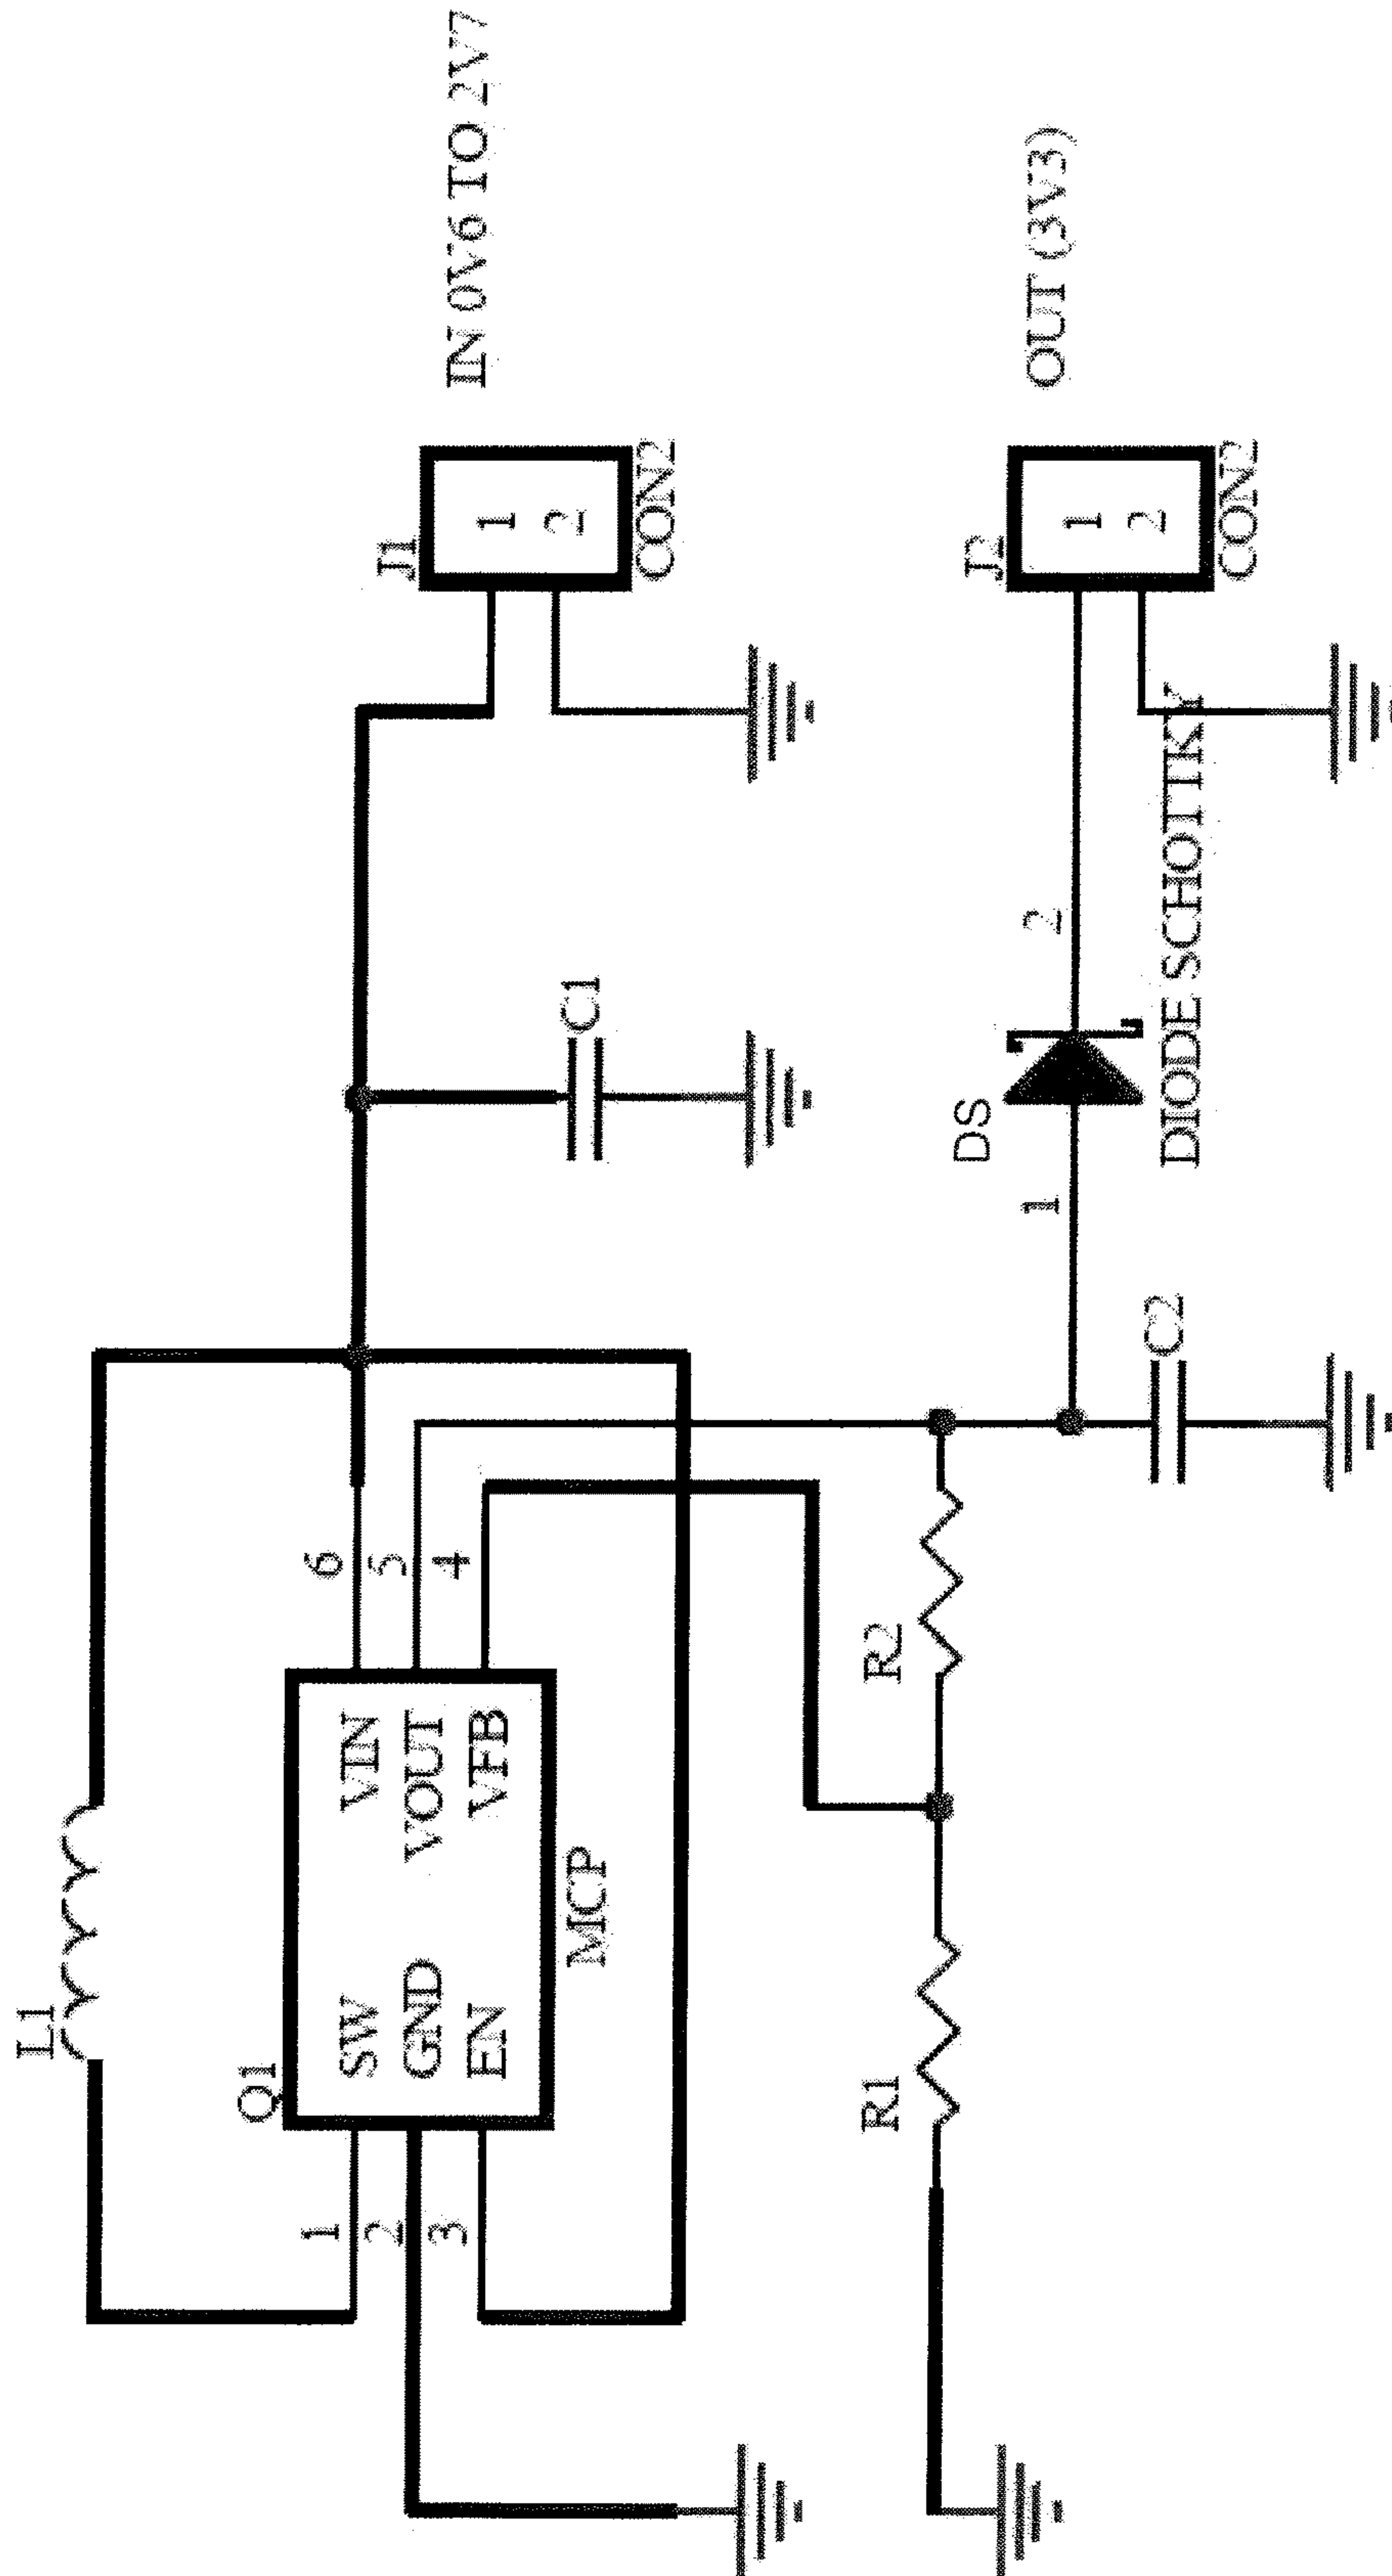 L1
Q1
SW
GND
EN
VIN
VOUT
VFB
MCP
1
2
3
6
5
4
J1
1
2
CON2
IN 0V6 TO 2V7
C1
R1
R2
C2
DS
1
2
DIODE SCHOTTKY
J2
1
2
CON2
OUT (3V3)